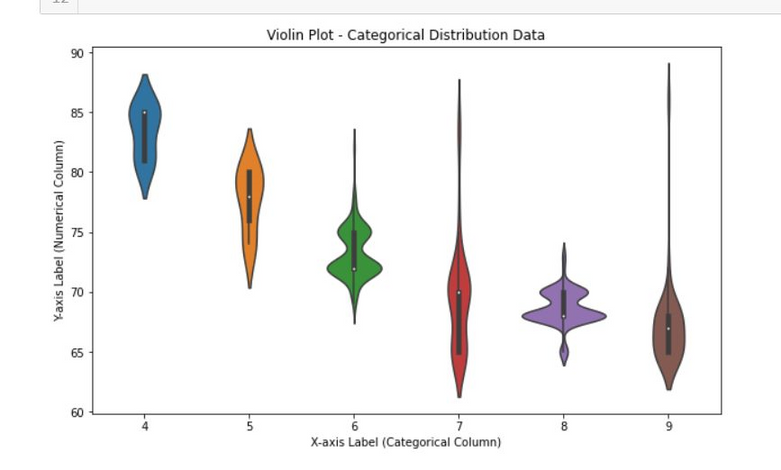 12
Violin Plot - Categorical Distribution Data
90
85
80
75
70
65
60
Y-axis Label (Numerical Column)
4 5 6 7 8 9
X-axis Label (Categorical Column)